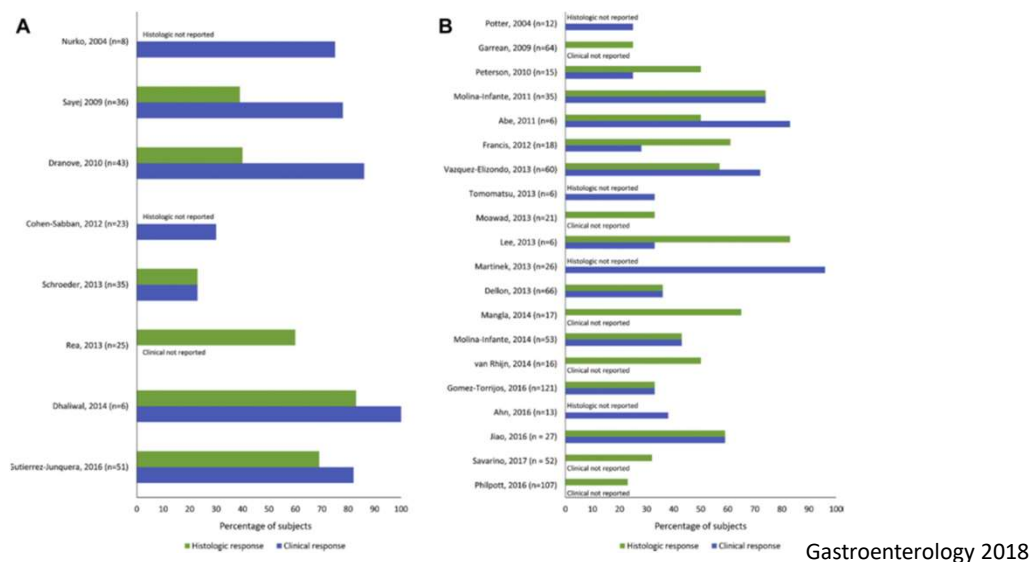 A
Nurko, 2004 (n=8)
Histologic not reported
Sayej 2009 (n=36)
Dranove, 2010 (n=43)
Cohen-Sabban, 2012 (n=23)
Histologic not reported
Schroeder, 2013 (n=35)
Rea, 2013 (n=25)
Clinical not reported
Dhaliwal, 2014 (n=6)
Gutierrez-Junquera, 2016 (n=51)
0 10 20 30 40 50 60 70 80 90 100
Percentage of subjects
Histologic response Clinical response
B
Potter, 2004 (n=12)
Histologic not reported
Garrean, 2009 (n=64)
Clinical not reported
Peterson, 2010 (n=15)
Molina-Infante, 2011 (n=35)
Abe, 2011 (n=6)
Francis, 2012 (n=18)
Vazquez-Elizondo, 2013 (n=60)
Tomomatsu, 2013 (n=6)
Histologic not reported
Moawad, 2013 (n=21)
Clinical not reported
Lee, 2013 (n=6)
Martinek, 2013 (n=26)
Histologic not reported
Dellon, 2013 (n=66)
Mangla, 2014 (n=17)
Clinical not reported
Molina-Infante, 2014 (n=53)
van Rhijn, 2014 (n=16)
Clinical not reported
Gomez-Torrijos, 2016 (n=121)
Ahn, 2016 (n=13)
Histologic not reported
Jiao, 2016 (n = 27)
Savarino, 2017 (n = 52)
Clinical not reported
Philpott, 2016 (n=107)
Clinical not reported
0 10 20 30 40 50 60 70 80 90 100
Percentage of subjects
Histologic response Clinical response
Gastroenterology 2018